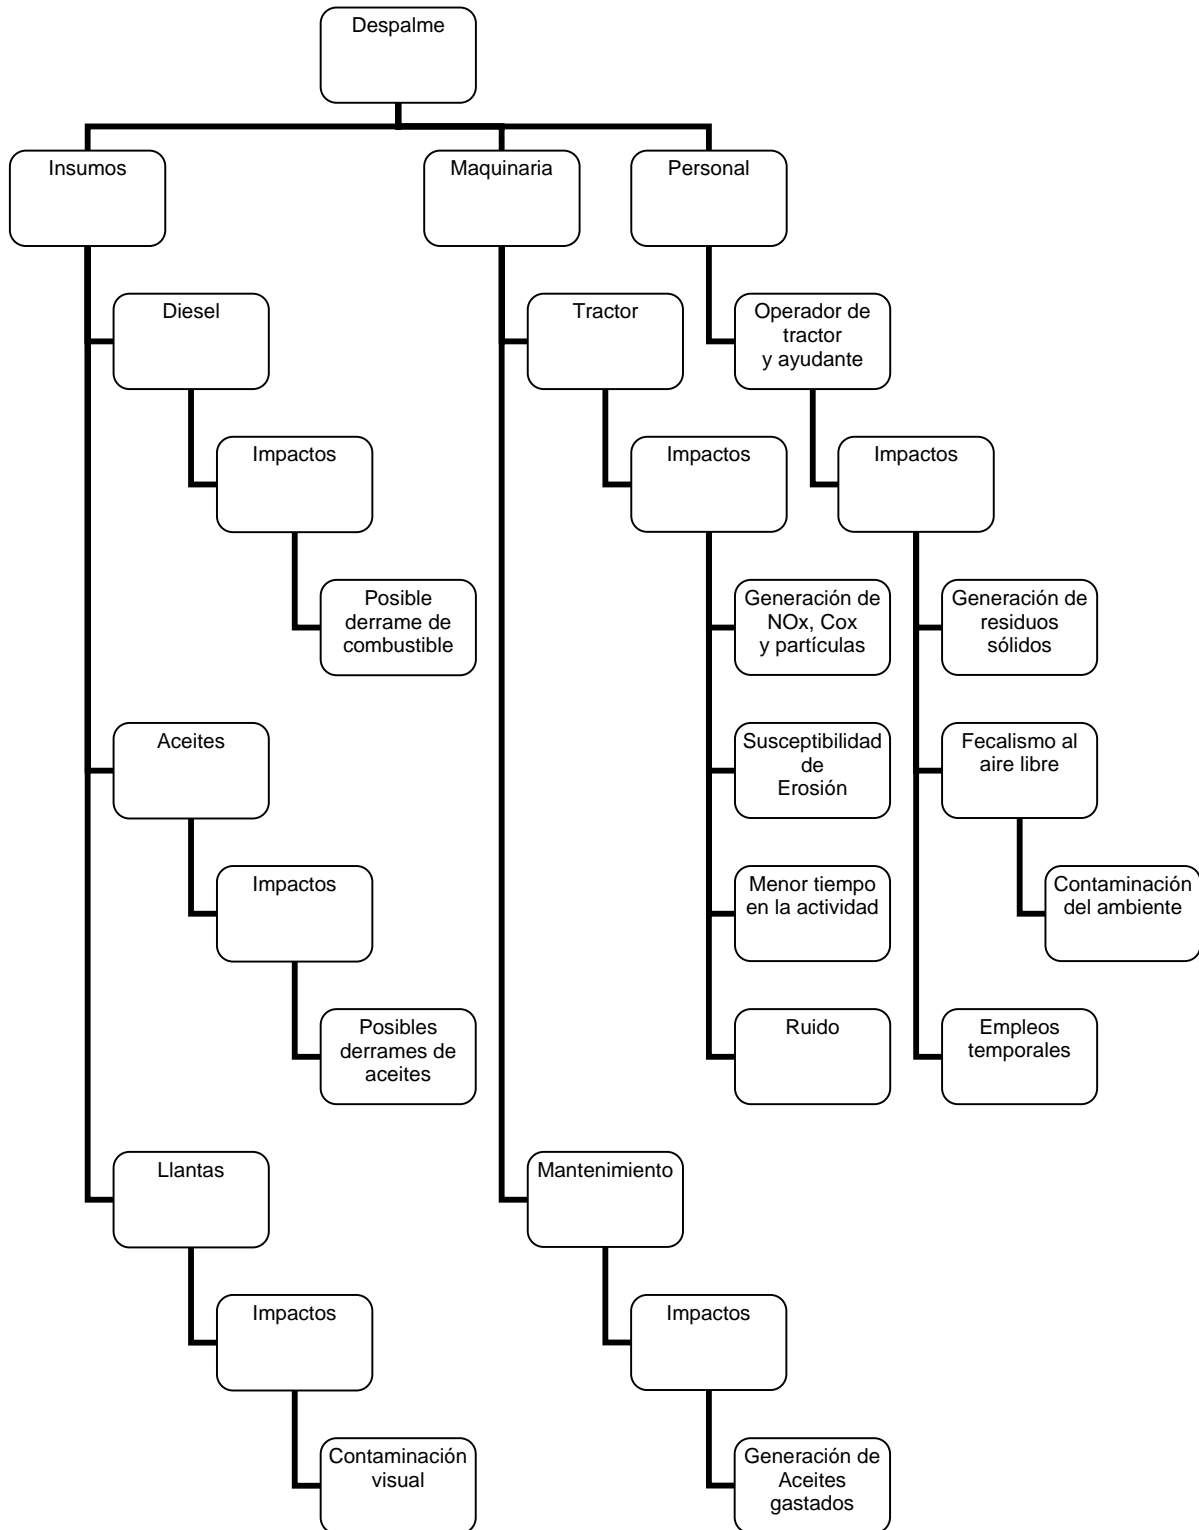 Despalme
Insumos
Maquinaria
Personal
Diesel
Tractor
Operador de
tractor
y ayudante
Impactos
Impactos
Impactos
Posible
derrame de
combustible
Generación de
NOx, Cox
y partículas
Generación de
residuos
sólidos
Aceites
Susceptibilidad
de
Erosión
Fecalismo al
aire libre
Impactos
Menor tiempo
en la actividad
Contaminación
del ambiente
Posibles
derrames de
aceites
Ruido
Empleos
temporales
Llantas
Mantenimiento
Impactos
Impactos
Contaminación
visual
Generación de
Aceites
gastados